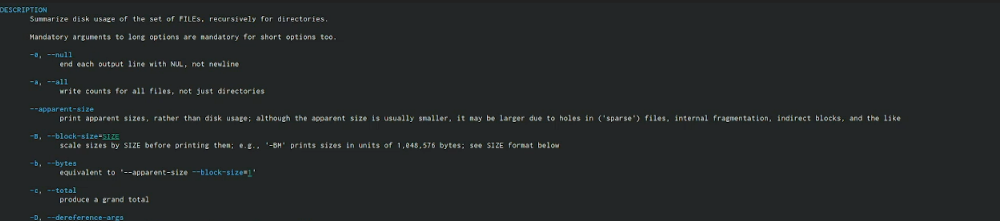 DESCRIPTION
Summarize disk usage of the set of FILEs, recursively for directories.
Mandatory arguments to long options are mandatory for short options too.
-0, --null
end each output line with NUL, not newline
-a, --all
write counts for all files, not just directories
--apparent-size
print apparent sizes, rather than disk usage; although the apparent size is usually smaller, it may be larger due to holes in ('sparse') files, internal fragmentation, indirect blocks, and the like
-B, --block-size=SIZE
scale sizes by SIZE before printing them; e.g., '-BM' prints sizes in units of 1,048,576 bytes; see SIZE format below
-b, --bytes
equivalent to '--apparent-size --block-size=1'
-c, --total
produce a grand total
-D, --dereference-args